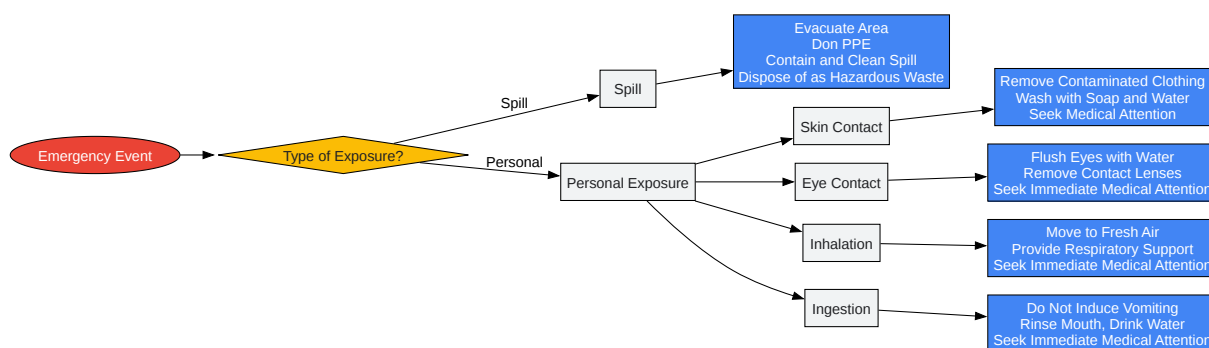 Emergency Event
Type of Exposure?
Spill
Personal
Spill
Evacuate Area
Don PPE
Contain and Clean Spill
Dispose of as Hazardous Waste
Personal Exposure
Skin Contact
Remove Contaminated Clothing
Wash with Soap and Water
Seek Medical Attention
Eye Contact
Flush Eyes with Water
Remove Contact Lenses
Seek Immediate Medical Attention
Inhalation
Move to Fresh Air
Provide Respiratory Support
Seek Immediate Medical Attention
Ingestion
Do Not Induce Vomiting
Rinse Mouth, Drink Water
Seek Immediate Medical Attention